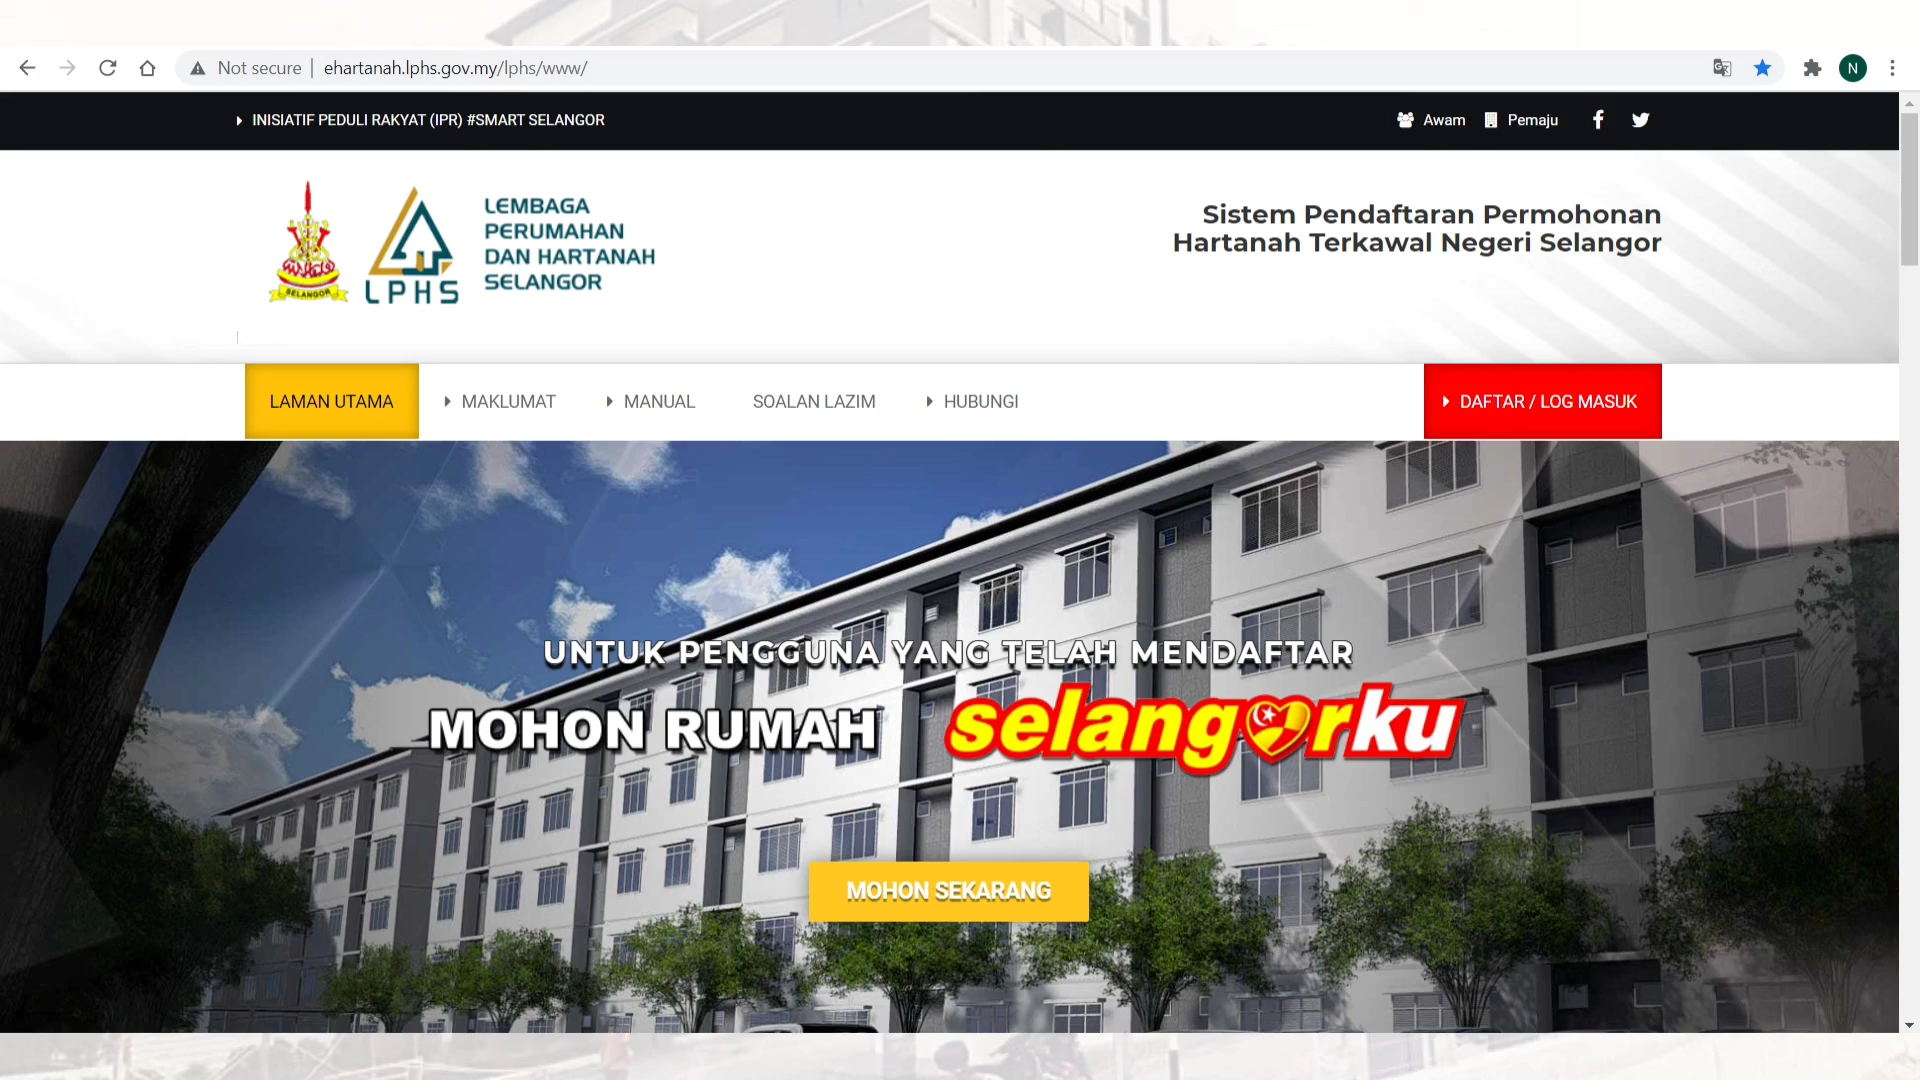 Not secure | ehartanah.lphs.gov.my/lphs/www/
N
INISIATIF PEDULI RAKYAT (IPR) #SMART SELANGOR
Awam
Pemaju
SELANGOR
LPHS
LEMBAGA
PERUMAHAN
DAN HARTANAH
SELANGOR
Sistem Pendaftaran Permohonan
Hartanah Terkawal Negeri Selangor
LAMAN UTAMA
MAKLUMAT
MANUAL
SOALAN LAZIM
HUBUNGI
DAFTAR / LOG MASUK
UNTUK PENGGUNA YANG TELAH MENDAFTAR
MOHON RUMAH selangorku
MOHON SEKARANG